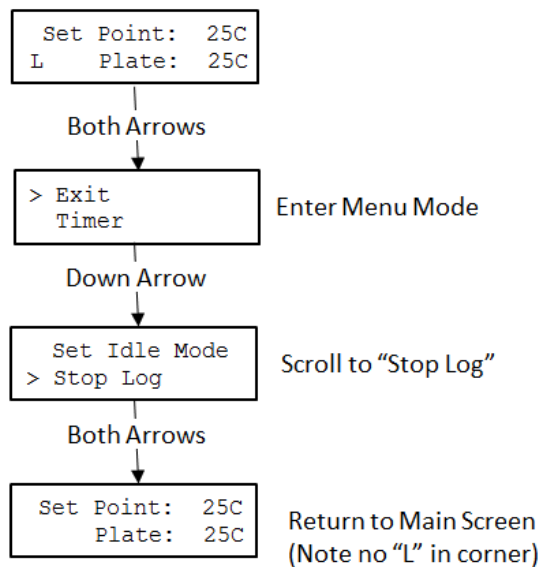 Set Point: 25C
L Plate: 25C
Both Arrows
> Exit
Timer
Enter Menu Mode
Down Arrow
Set Idle Mode
> Stop Log
Scroll to “Stop Log”
Both Arrows
Set Point: 25C
Plate: 25C
Return to Main Screen
(Note no “L” in corner)